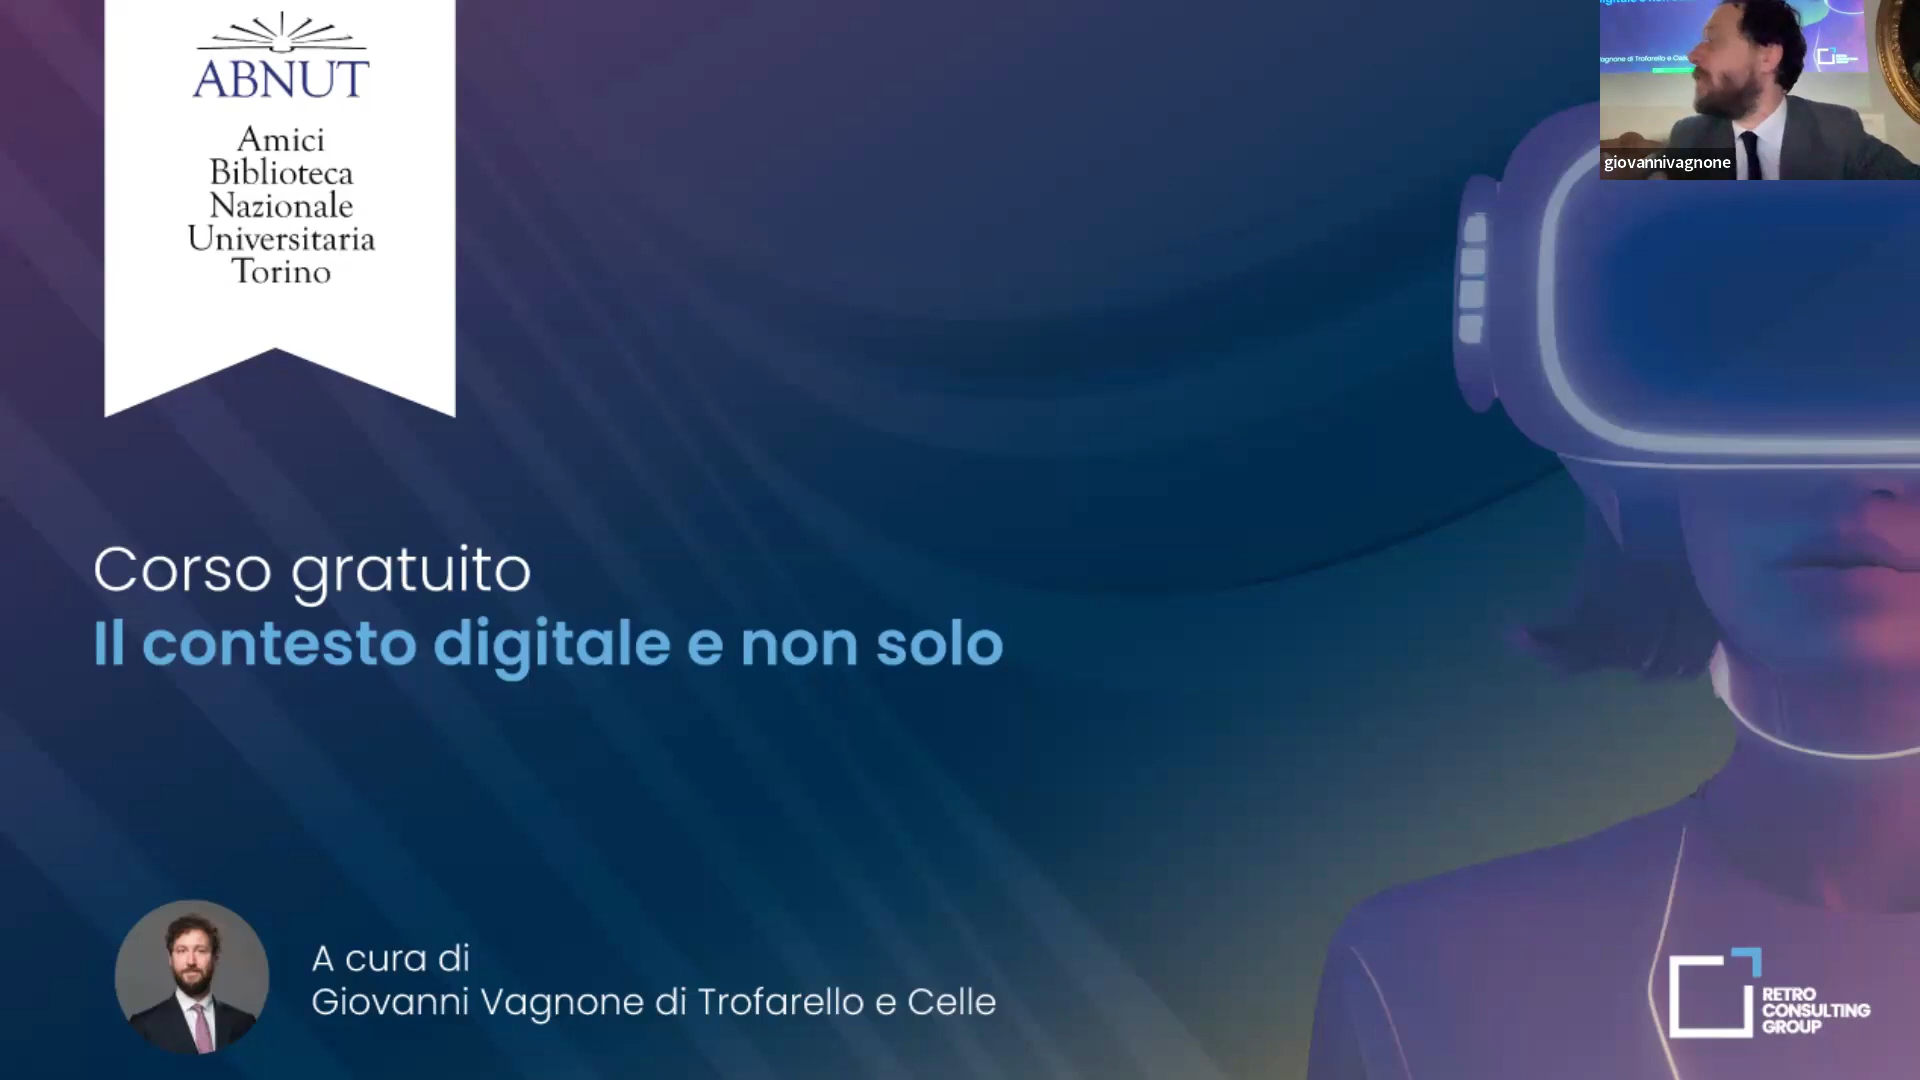 ABNUT
Amici
Biblioteca
Nazionale
Universitaria
Torino
giovannivagnone
Corso gratuito
Il contesto digitale e non solo
A cura di
Giovanni Vagnone di Trofarello e Celle
RETRO
CONSULTING
GROUP